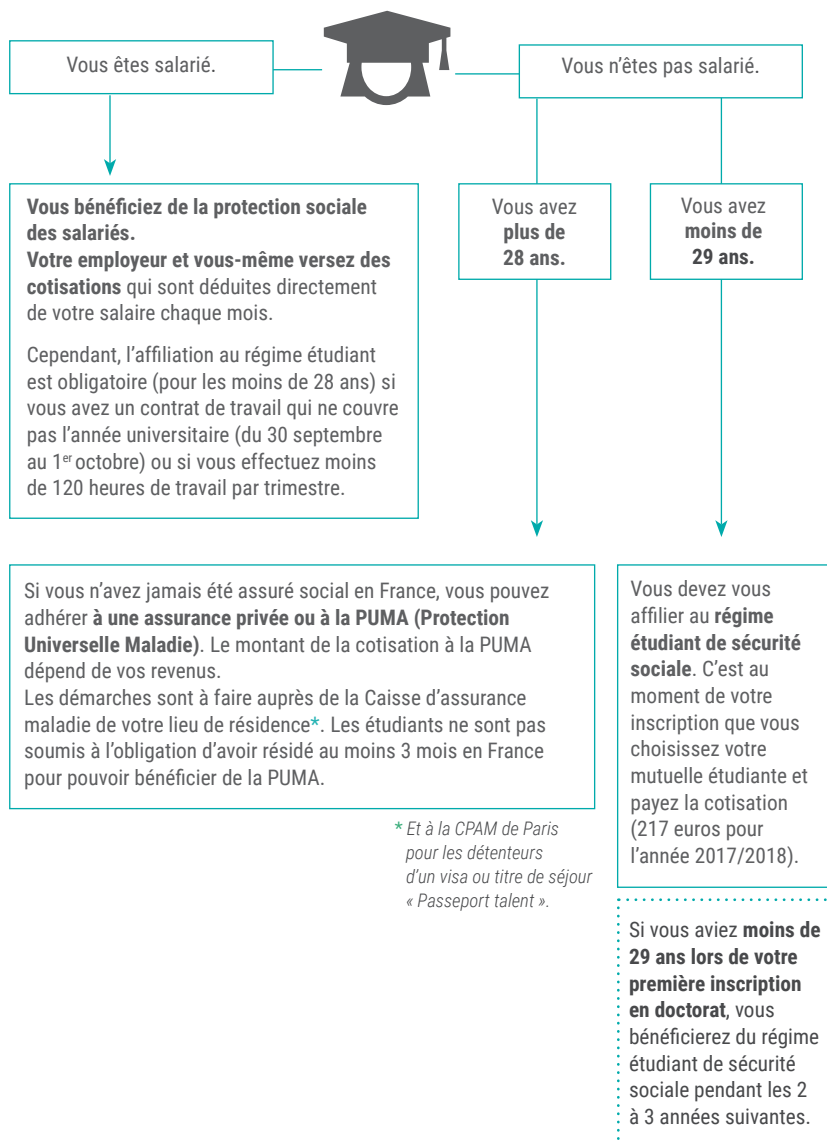 Vous êtes salarié.
Vous n'êtes pas salarié.
Vous bénéficiez de la protection sociale
des salariés.
Votre employeur et vous-même versez des
cotisations qui sont déduites directement
de votre salaire chaque mois.
Cependant, l'affiliation au régime étudiant
est obligatoire (pour les moins de 28 ans) si
vous avez un contrat de travail qui ne couvre
pas l'année universitaire (du 30 septembre
au 1er octobre) ou si vous effectuez moins
de 120 heures de travail par trimestre.
Vous avez
plus de
28 ans.
Vous avez
moins de
29 ans.
Si vous n'avez jamais été assuré social en France, vous pouvez
adhérer à une assurance privée ou à la PUMA (Protection
Universelle Maladie). Le montant de la cotisation à la PUMA
dépend de vos revenus.
Les démarches sont à faire auprès de la Caisse d'assurance
maladie de votre lieu de résidence*. Les étudiants ne sont pas
soumis à l'obligation d'avoir résidé au moins 3 mois en France
pour pouvoir bénéficier de la PUMA.
* Et à la CPAM de Paris
pour les détenteurs
d'un visa ou titre de séjour
« Passeport talent ».
Vous devez vous
affilier au régime
étudiant de sécurité
sociale. C'est au
moment de votre
inscription que vous
choisissez votre
mutuelle étudiante et
payez la cotisation
(217 euros pour
l'année 2017/2018).
Si vous aviez moins de
29 ans lors de votre
première inscription
en doctorat, vous
bénéficierez du régime
étudiant de sécurité
sociale pendant les 2
à 3 années suivantes.